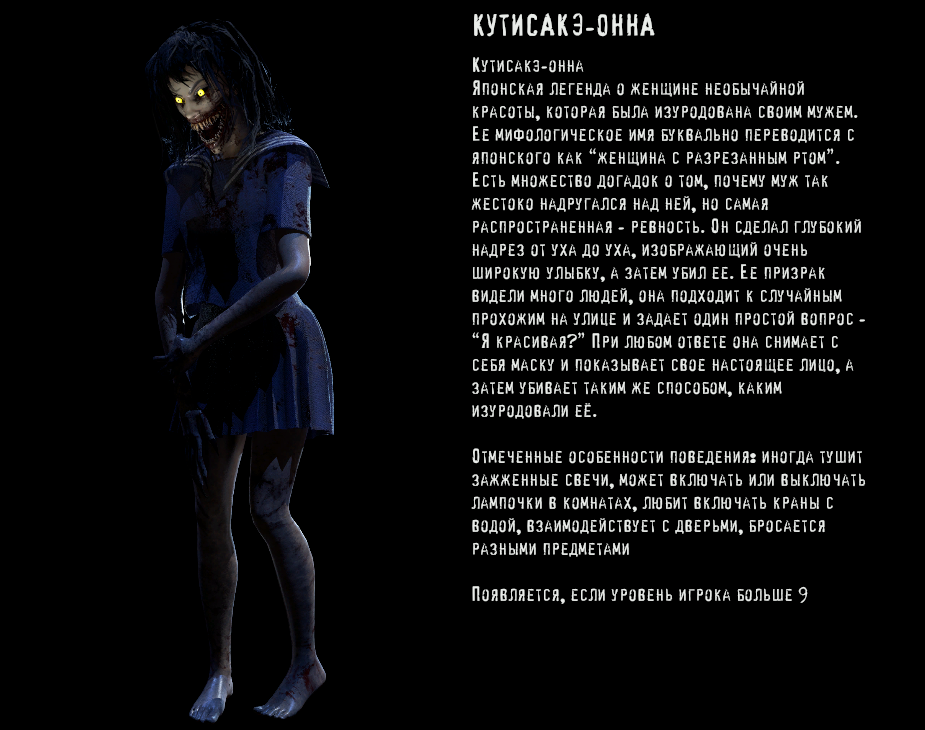 КУТИСАКЭ-ОННА
Кутисакэ-онна
Японская легенда о женщине необычайной
красоты, которая была изуродована своим мужем.
Ее мифологическое имя буквально переводится с
японского как “женщина с разрезанным ртом”.
Есть множество догадок о том, почему муж так
жестоко надругался над ней, но самая
распространенная - ревность. Он сделал глубокий
надрез от уха до уха, изображающий очень
широкую улыбку, а затем убил ее. Ее призрак
видели много людей, она подходит к случайным
прохожим на улице и задает один простой вопрос -
“Я красивая?” При любом ответе она снимает с
себя маску и показывает свое настоящее лицо, а
затем убивает таким же способом, каким
изуродовали её.
Отмеченные особенности поведения: иногда тушит
зажженные свечи, может включать или выключать
лампочки в комнатах, любит включать краны с
водой, взаимодействует с дверьми, бросается
разными предметами
Появляется, если уровень игрока больше 9